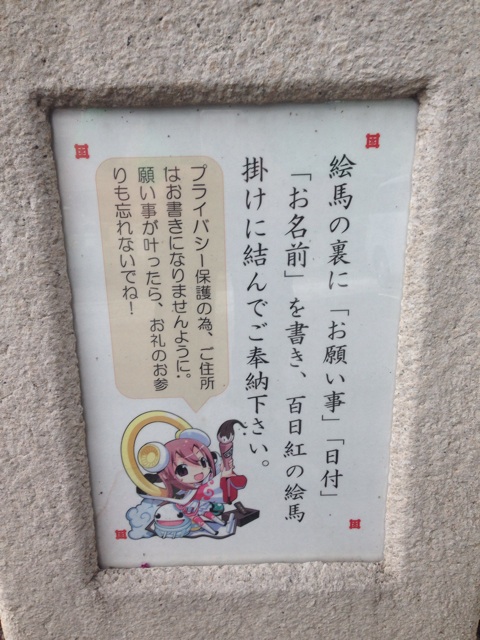 絵馬の裏に「お願い事」「日付」
「お名前」を書き、百日紅の絵馬
掛けに結んでご奉納下さい。
プライバシー保護の為、ご住所
はお書きになりませんように。
願い事が叶ったら、お礼のお参
りも忘れないでね！